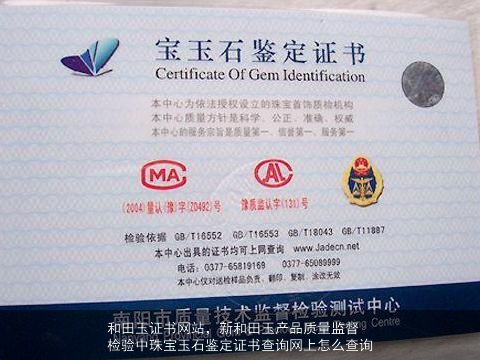 宝玉石鉴定证书
Certificate Of Gem Identification
本中心为依法授权设立的珠宝首饰质检机构
本中心质量方针是科学、公正、准确、权威
本中心的服务宗旨是质量第一、信誉第一、服务第一
MA
AL
(2004)量认(豫)字(Z0492)号
豫质监认字(131)号
检验依据 GB/T16552 GB/T16553 GB/T18043 GB/T11887
本中心出具的证书均可上网查询 www.Jadecn.net
电话：0377-65819169 0377-65089999
本中心仅对送检样品负责、翻印、复制、涂改无效
南阳市质量技术监督检验测试中心
Testing Centre
和田玉证书网站，新和田玉产品质量监督
检验中珠宝玉石鉴定证书查询网上怎么查询